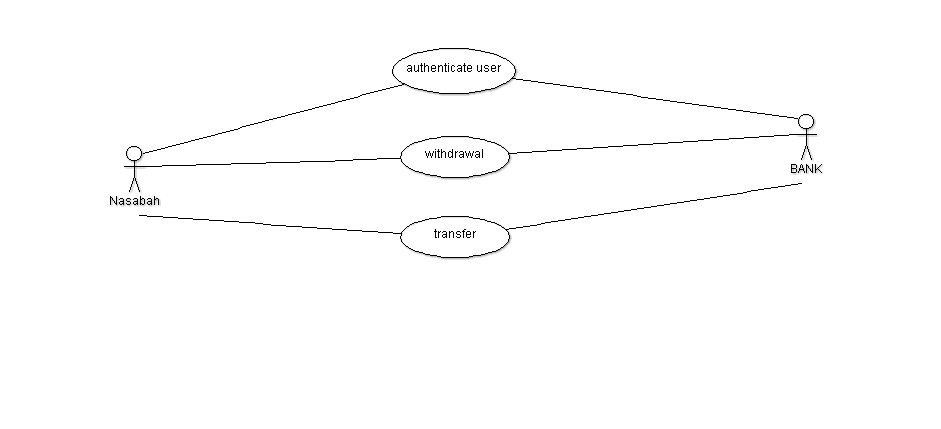 authenticate user
withdrawal
BANK
Nasabah
transfer